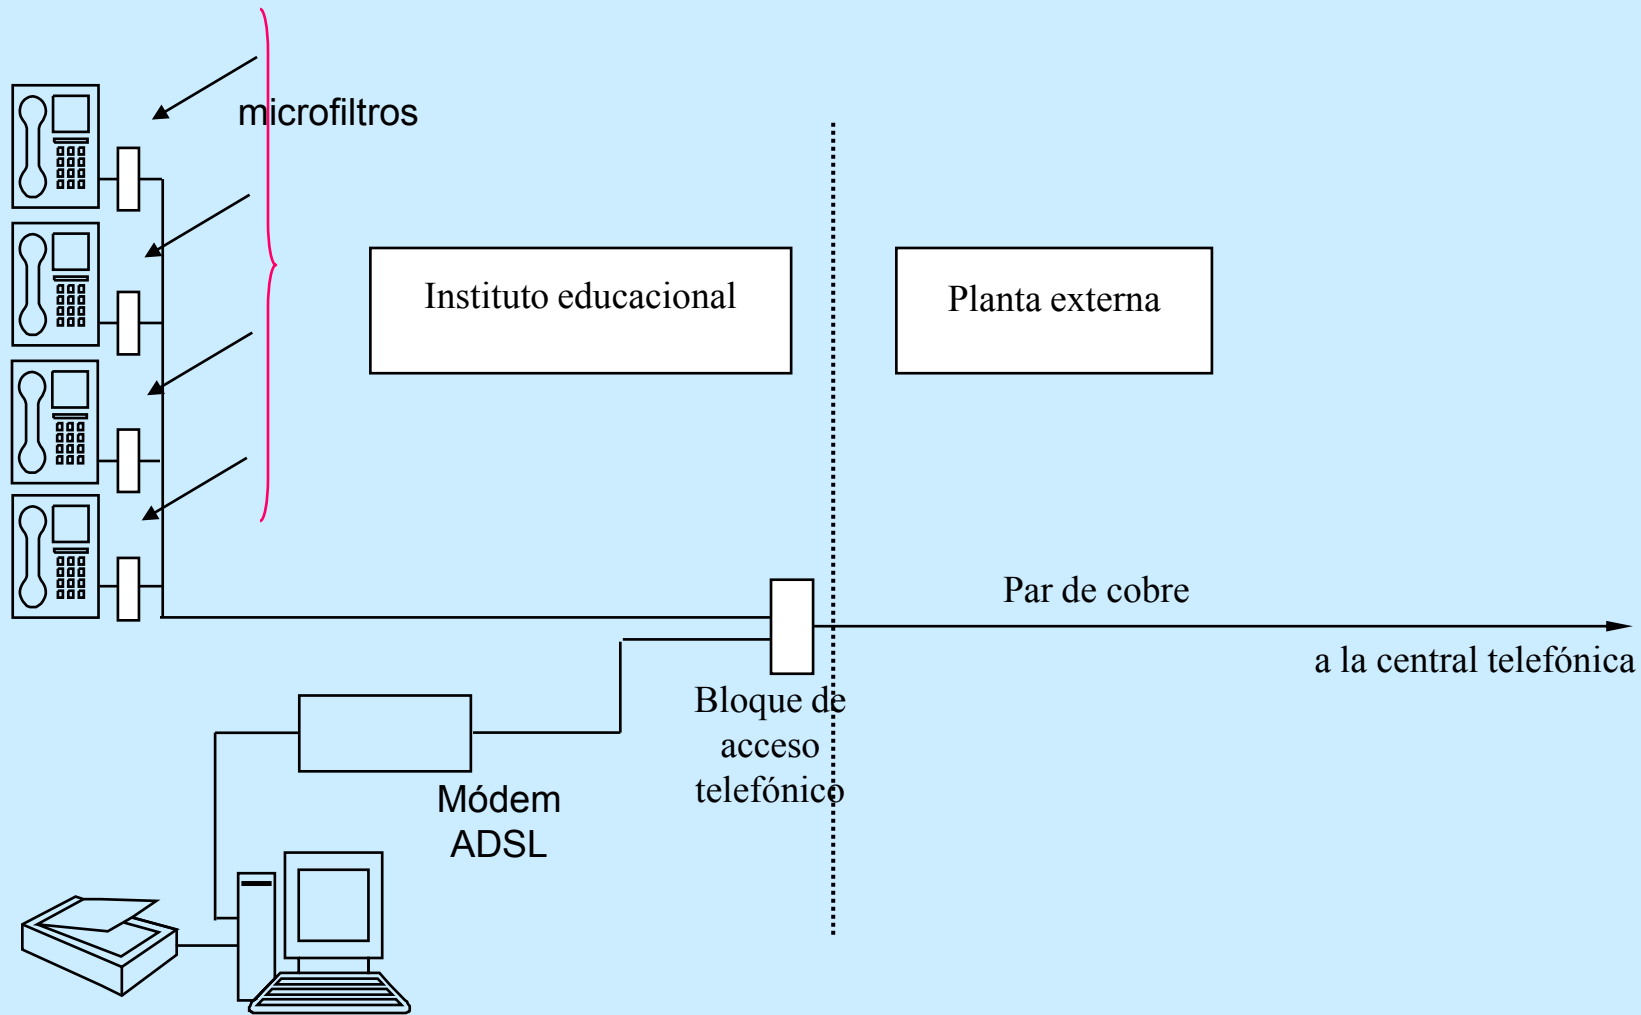 microfiltros
Instituto educacional
Planta externa
Par de cobre
a la central telefónica
Bloque de
acceso
telefónico
Módem
ADSL